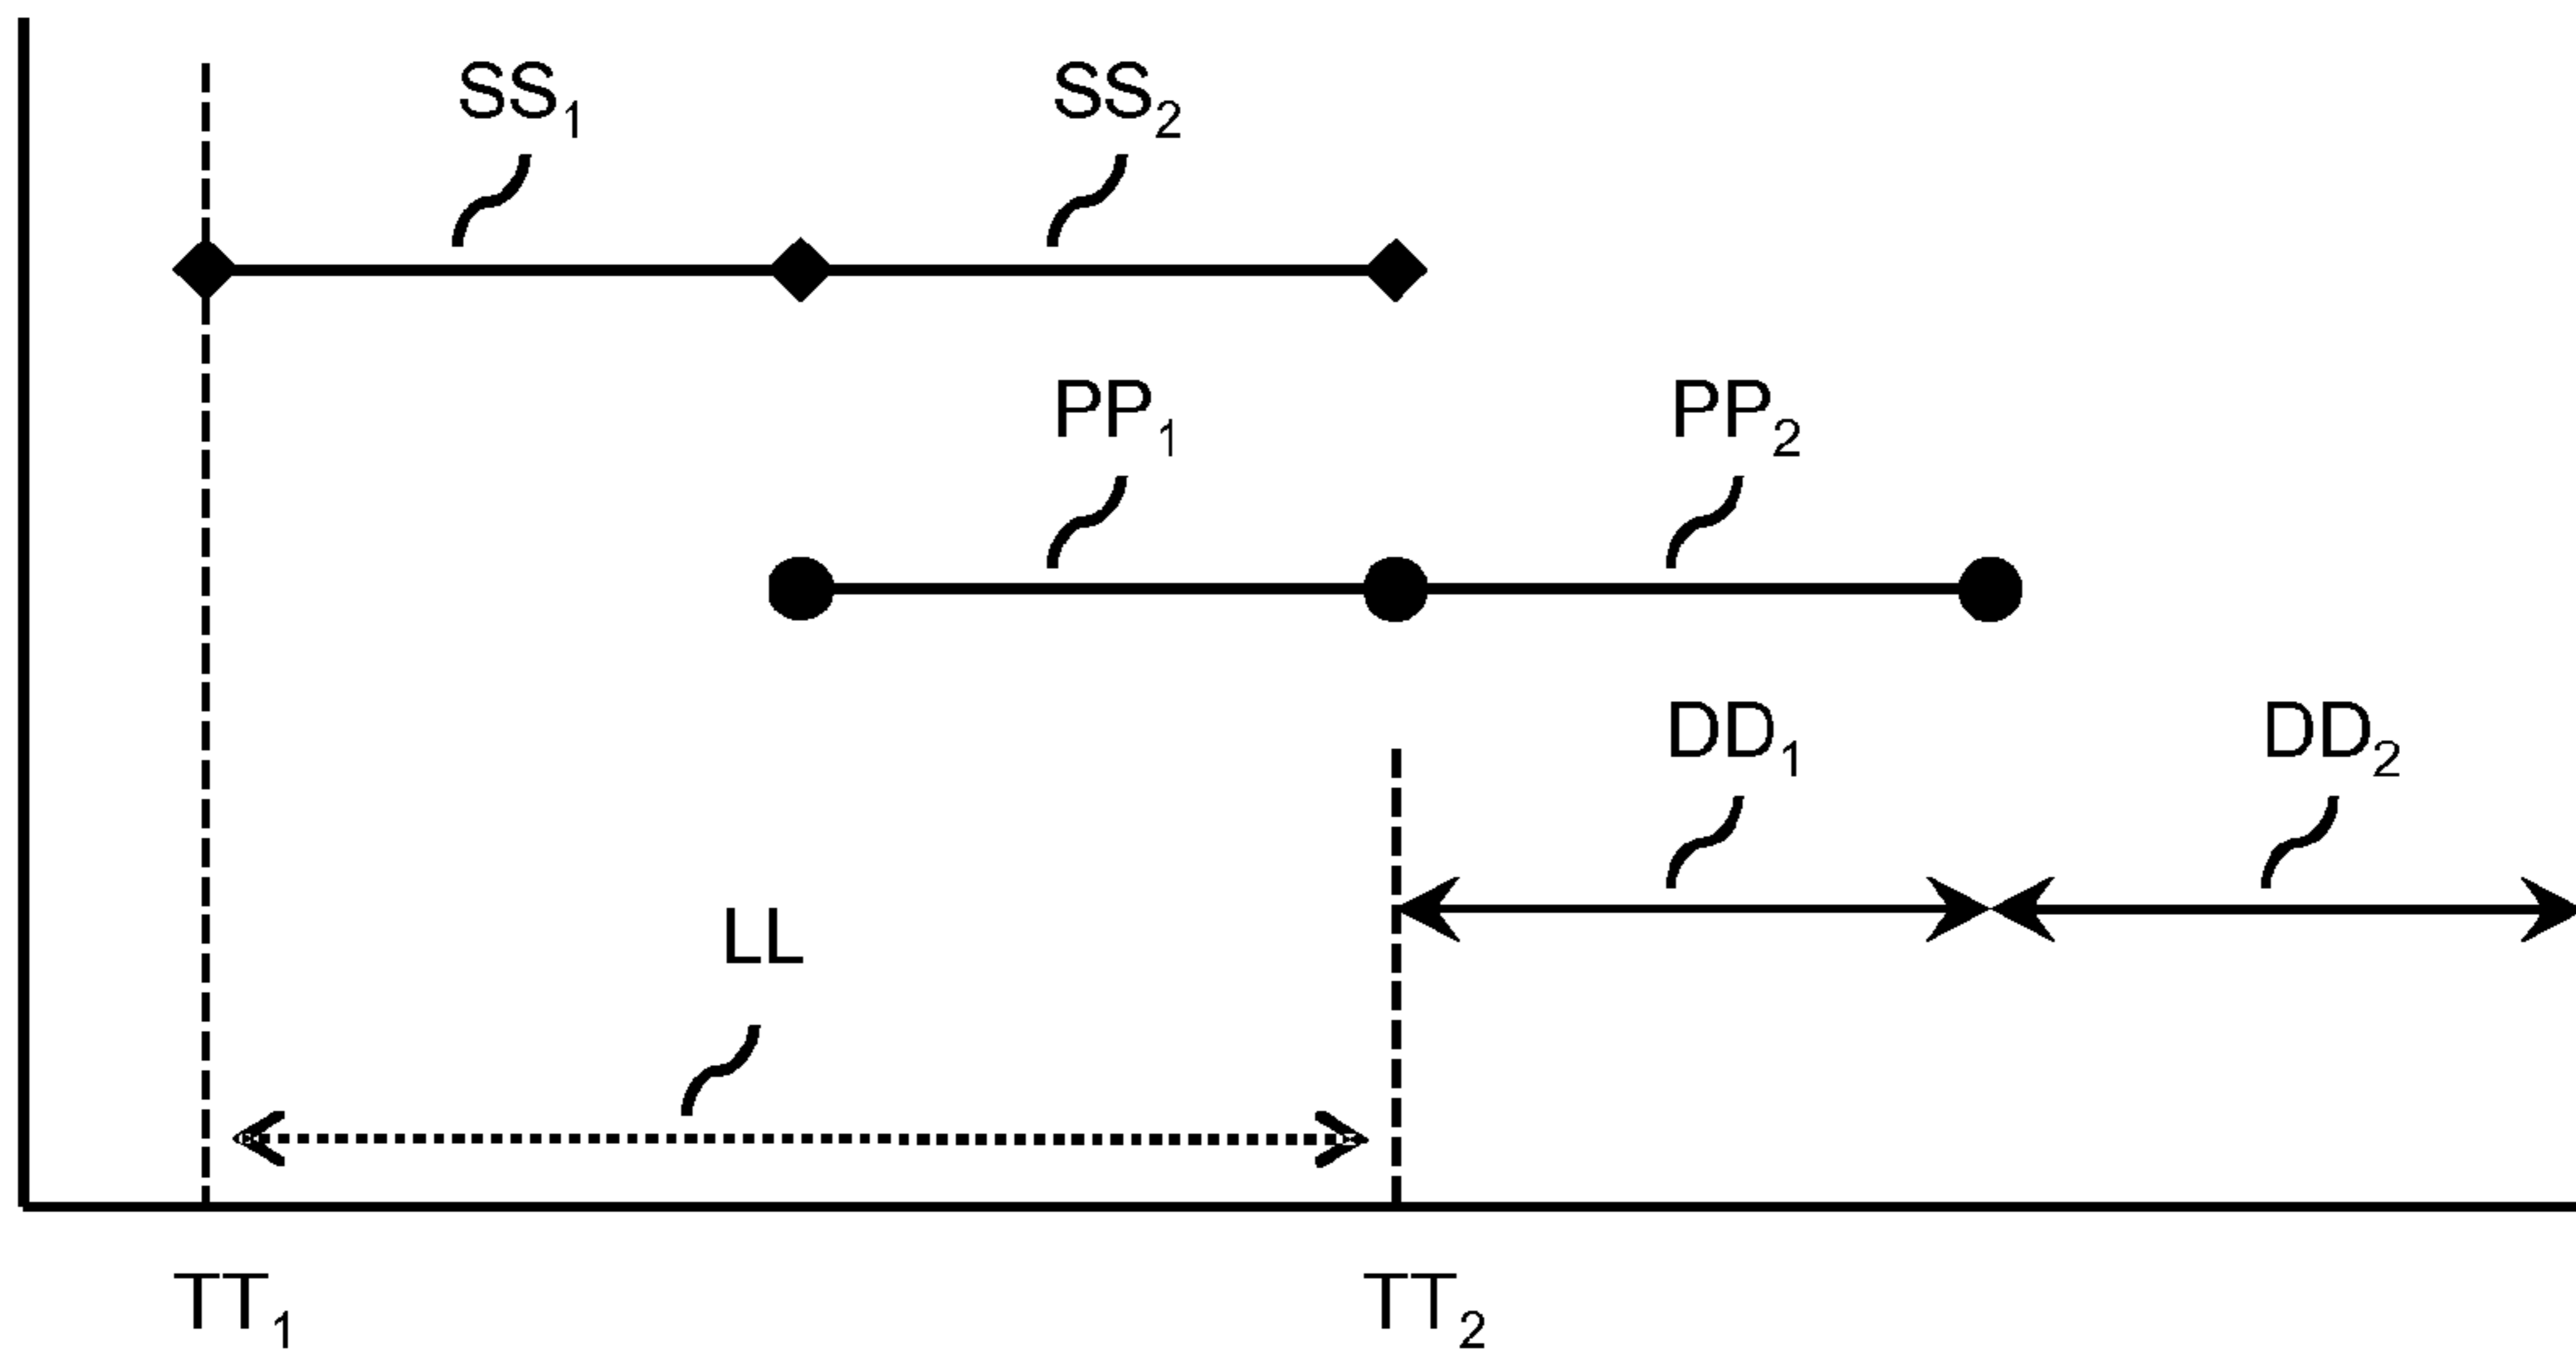 SS₁ SS₂
PP₁ PP₂
DD₁ DD₂
LL
TT₁ TT₂